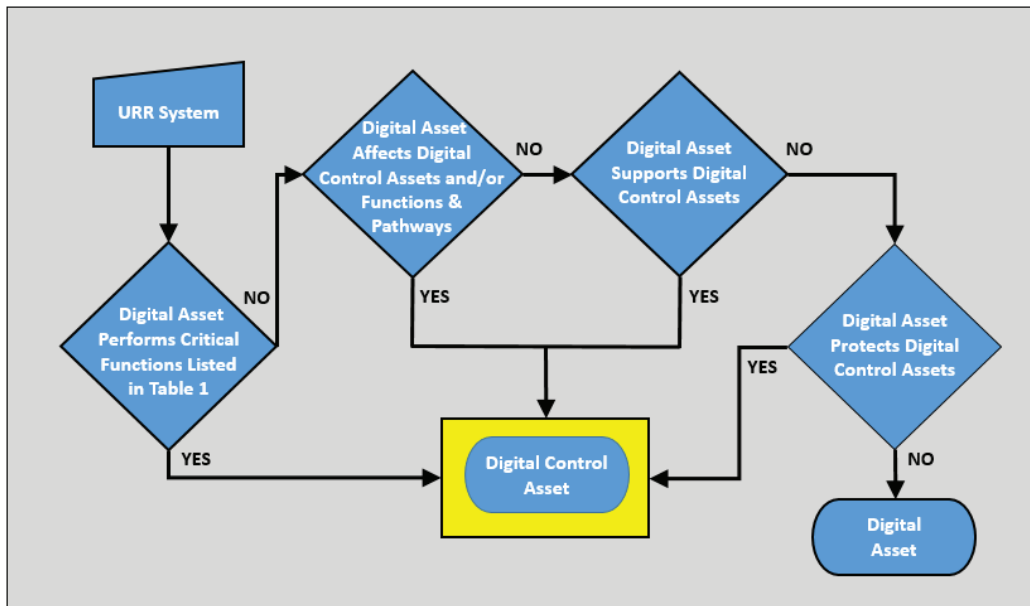 URR System
Digital Asset
Performs Critical
Functions Listed
in Table 1
NO
YES
Digital Asset
Affects Digital
Control Assets and/or
Functions &
Pathways
NO
YES
Digital Asset
Supports Digital
Control Assets
NO
YES
Digital Asset
Protects Digital
Control Assets
YES
NO
Digital Control
Asset
Digital
Asset